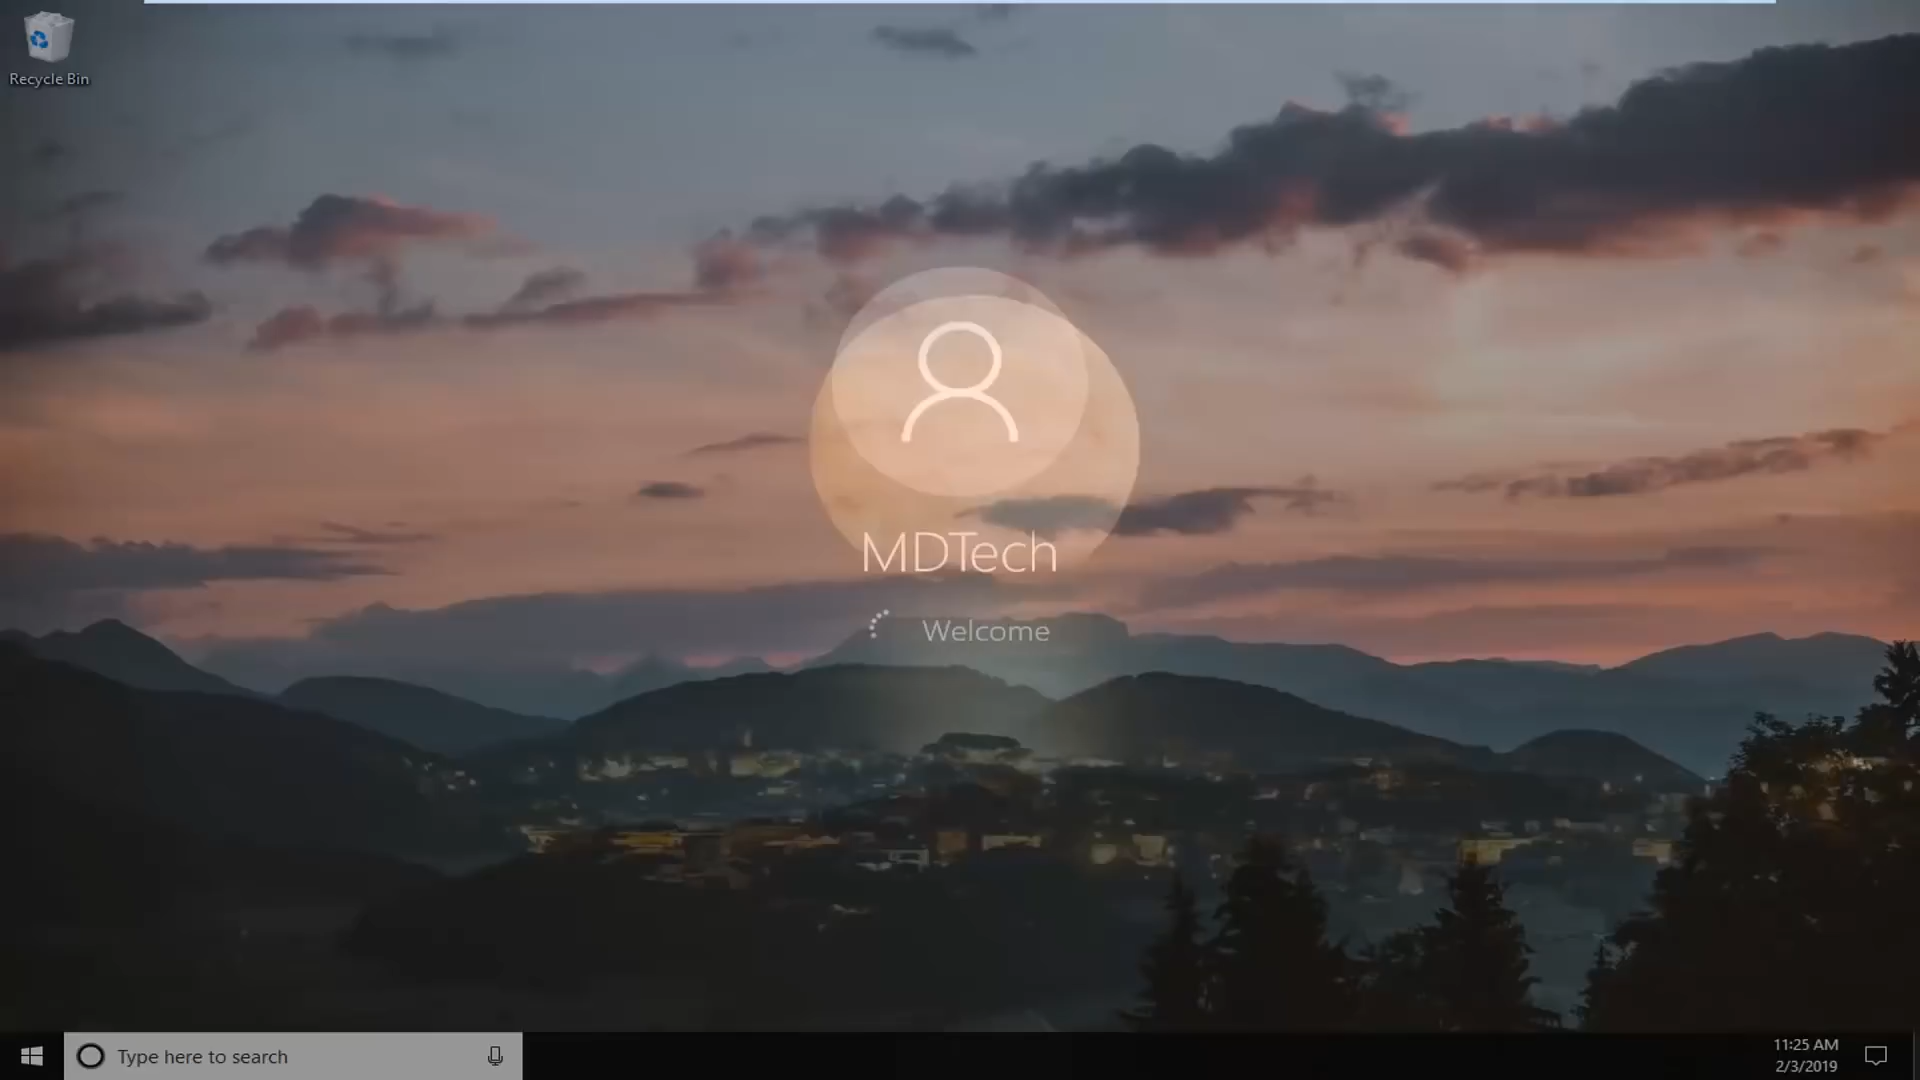 Recycle Bin
MDTech
Welcome
Type here to search
11:25 AM
2/3/2019